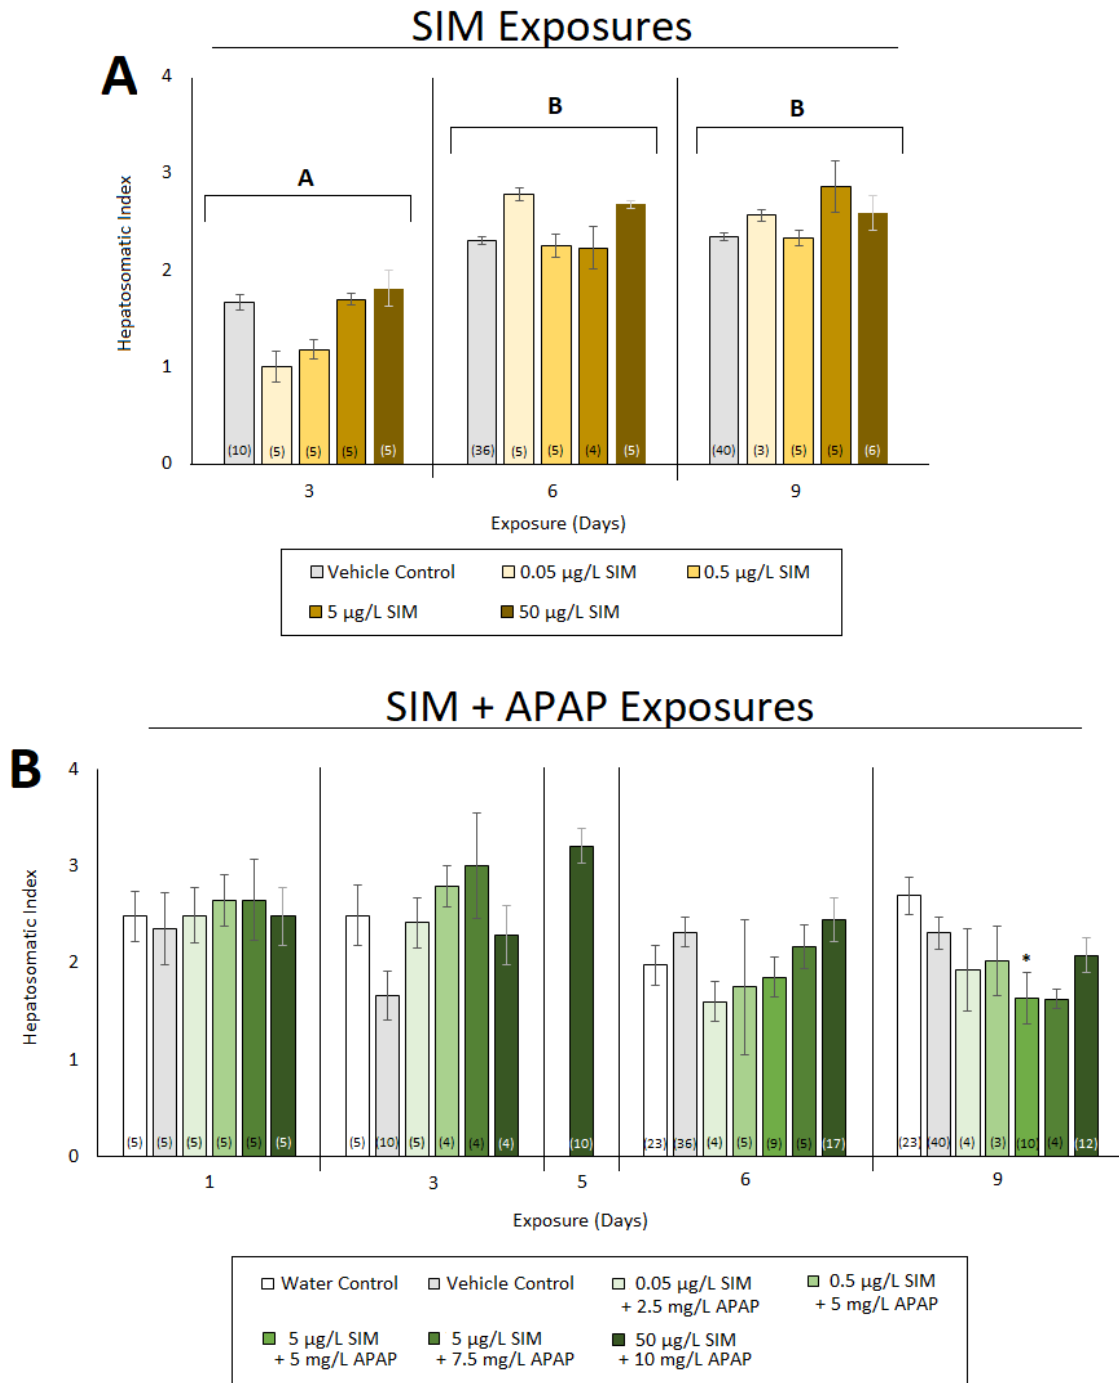 SIM Exposures
A
4
3
2
1
0
Hepatosomatic Index
A
B
B
(10) (5) (5) (5) (5) (36) (5) (5) (4) (5) (40) (3) (5) (5) (6)
3 6 9
Exposure (Days)
Vehicle Control 0.05 µg/L SIM 0.5 µg/L SIM
5 µg/L SIM 50 µg/L SIM
SIM + APAP Exposures
B
4
3
2
1
0
Hepatosomatic Index
*
(5) (5) (5) (5) (5) (5) (5) (10) (5) (4) (4) (4) (10) (23) (36) (4) (5) (9) (5) (17) (23) (40) (4) (3) (10) (4) (12)
1 3 5 6 9
Exposure (Days)
Water Control Vehicle Control 0.05 µg/L SIM 0.5 µg/L SIM
+ 2.5 mg/L APAP + 5 mg/L APAP
5 µg/L SIM 5 µg/L SIM 50 µg/L SIM
+ 5 mg/L APAP + 7.5 mg/L APAP + 10 mg/L APAP